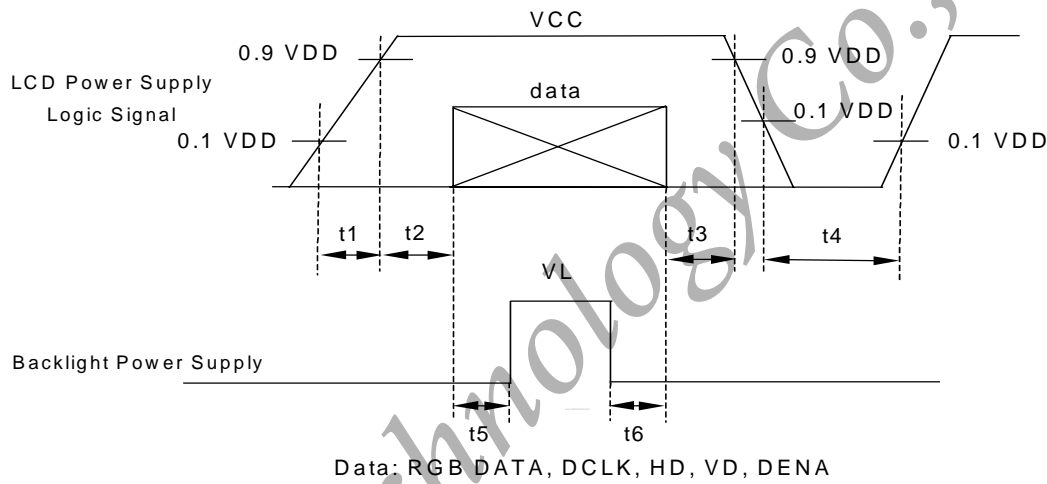 VCC
0.9 VDD
0.9 VDD
LCD Power Supply
Logic Signal
data
0.1 VDD
0.1 VDD
0.1 VDD
t1
t2
t3
t4
VL
Backlight Power Supply
t5
t6
Data: RGB DATA, DCLK, HD, VD, DENA
chnology Co.,